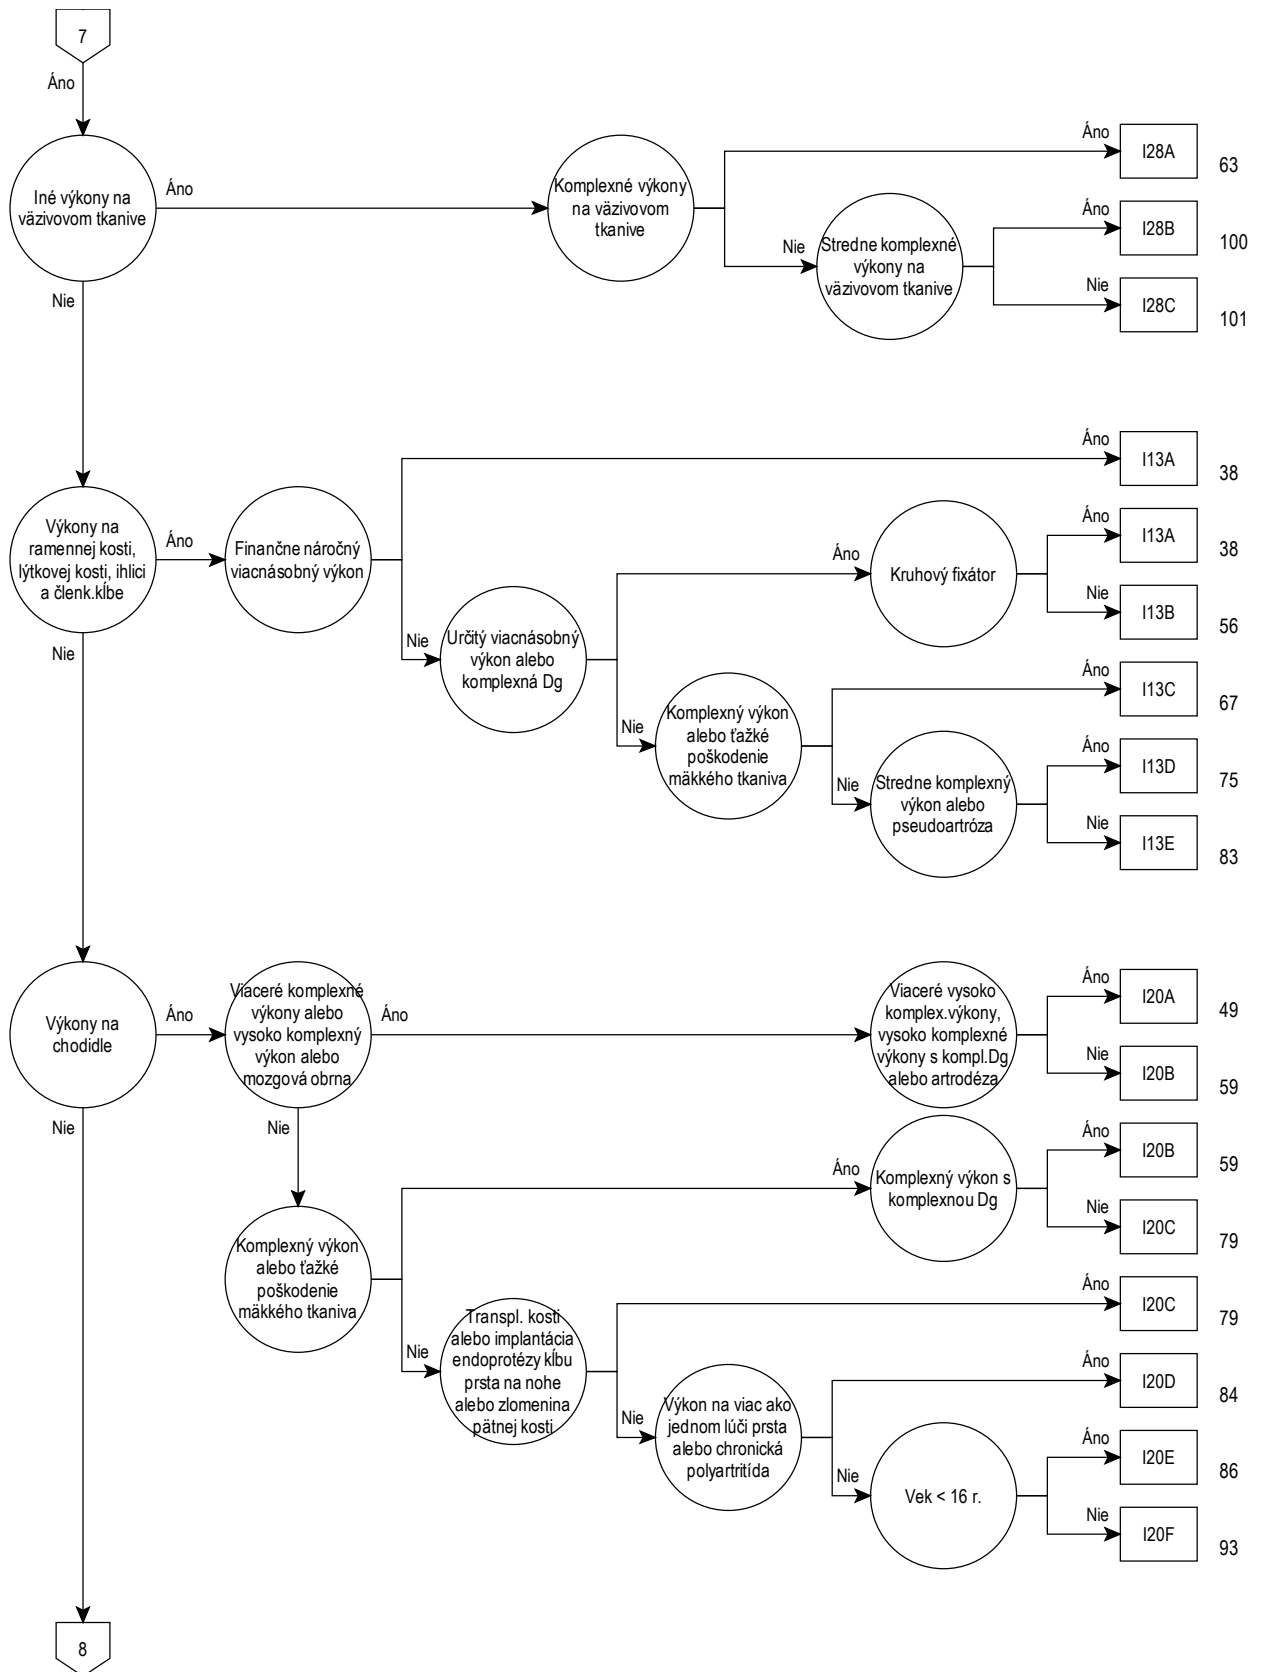 7
Áno
Iné výkony na
väzivovom tkanive
Áno
Komplexné výkony
na väzivovom
tkanive
Áno
I28A
63
Nie
Stredne komplexné
výkony na
väzivovom tkanive
Áno
I28B
100
Nie
I28C
101
Nie
Výkony na
ramennej kosti,
lýtkovej kosti, ihlici
a členk.kĺbe
Áno
Finančne náročný
viacnásobný výkon
Áno
I13A
38
Nie
Určitý viacnásobný
výkon alebo
komplexná Dg
Áno
Kruhový fixátor
Áno
I13A
38
Nie
I13B
56
Nie
Komplexný výkon
alebo ťažké
poškodenie
mäkkého tkaniva
Áno
I13C
67
Nie
Stredne komplexný
výkon alebo
pseudoartróza
Áno
I13D
75
Nie
I13E
83
Nie
Výkony na
chodidle
Áno
Viaceré komplexné
výkony alebo
vysoko komplexný
výkon alebo
mozgová obrna
Áno
Viaceré vysoko
komplex.výkony,
vysoko komplexné
výkony s kompl.Dg
alebo artrodéza
Áno
I20A
49
Nie
I20B
59
Nie
Komplexný výkon
alebo ťažké
poškodenie
mäkkého tkaniva
Áno
Komplexný výkon s
komplexnou Dg
Áno
I20B
59
Nie
I20C
79
Nie
Transpl. kosti
alebo implantácia
endoprotézy kĺbu
prsta na nohe
alebo zlomenina
pätnej kosti
Áno
I20C
79
Nie
Výkon na viac ako
jednom lúči prsta
alebo chronická
polyartritída
Áno
I20D
84
Nie
Vek < 16 r.
Áno
I20E
86
Nie
I20F
93
Nie
8